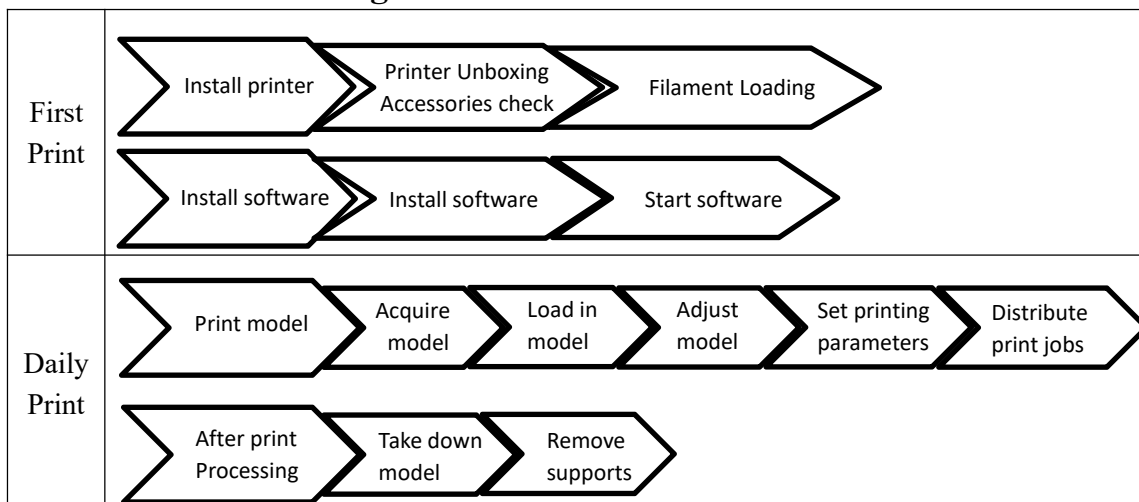 First
Print
Install printer
Printer Unboxing
Accessories check
Filament Loading
Install software
Install software
Start software
Daily
Print
Print model
Acquire
model
Load in
model
Adjust
model
Set printing
parameters
Distribute
print jobs
After print
Processing
Take down
model
Remove
supports